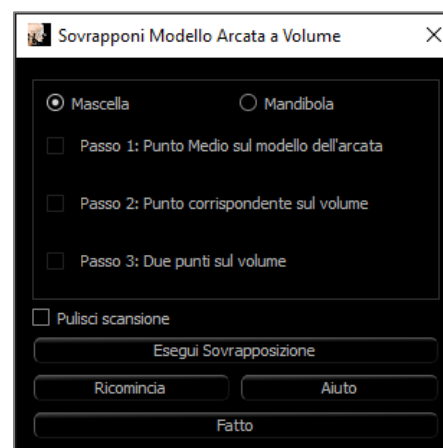 Sovrapponi Modello Arcata a Volume
Mascella
Mandibola
Passo 1: Punto Medio sul modello dell'arcata
Passo 2: Punto corrispondente sul volume
Passo 3: Due punti sul volume
Pulisci scansione
Esegui Sovrapposizione
Ricomincia
Aiuto
Fatto